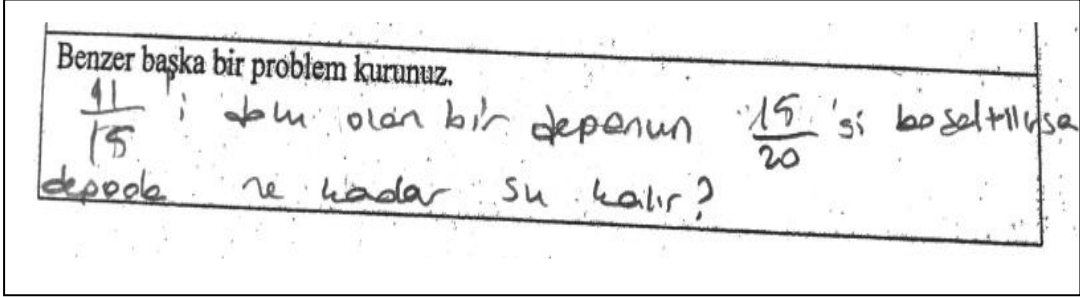 Benzer başka bir problem kurunuz.
11/15 'i dolu olan bir deponun 15/20 'si boşaltılırsa
depoda ne kadar su kalır?